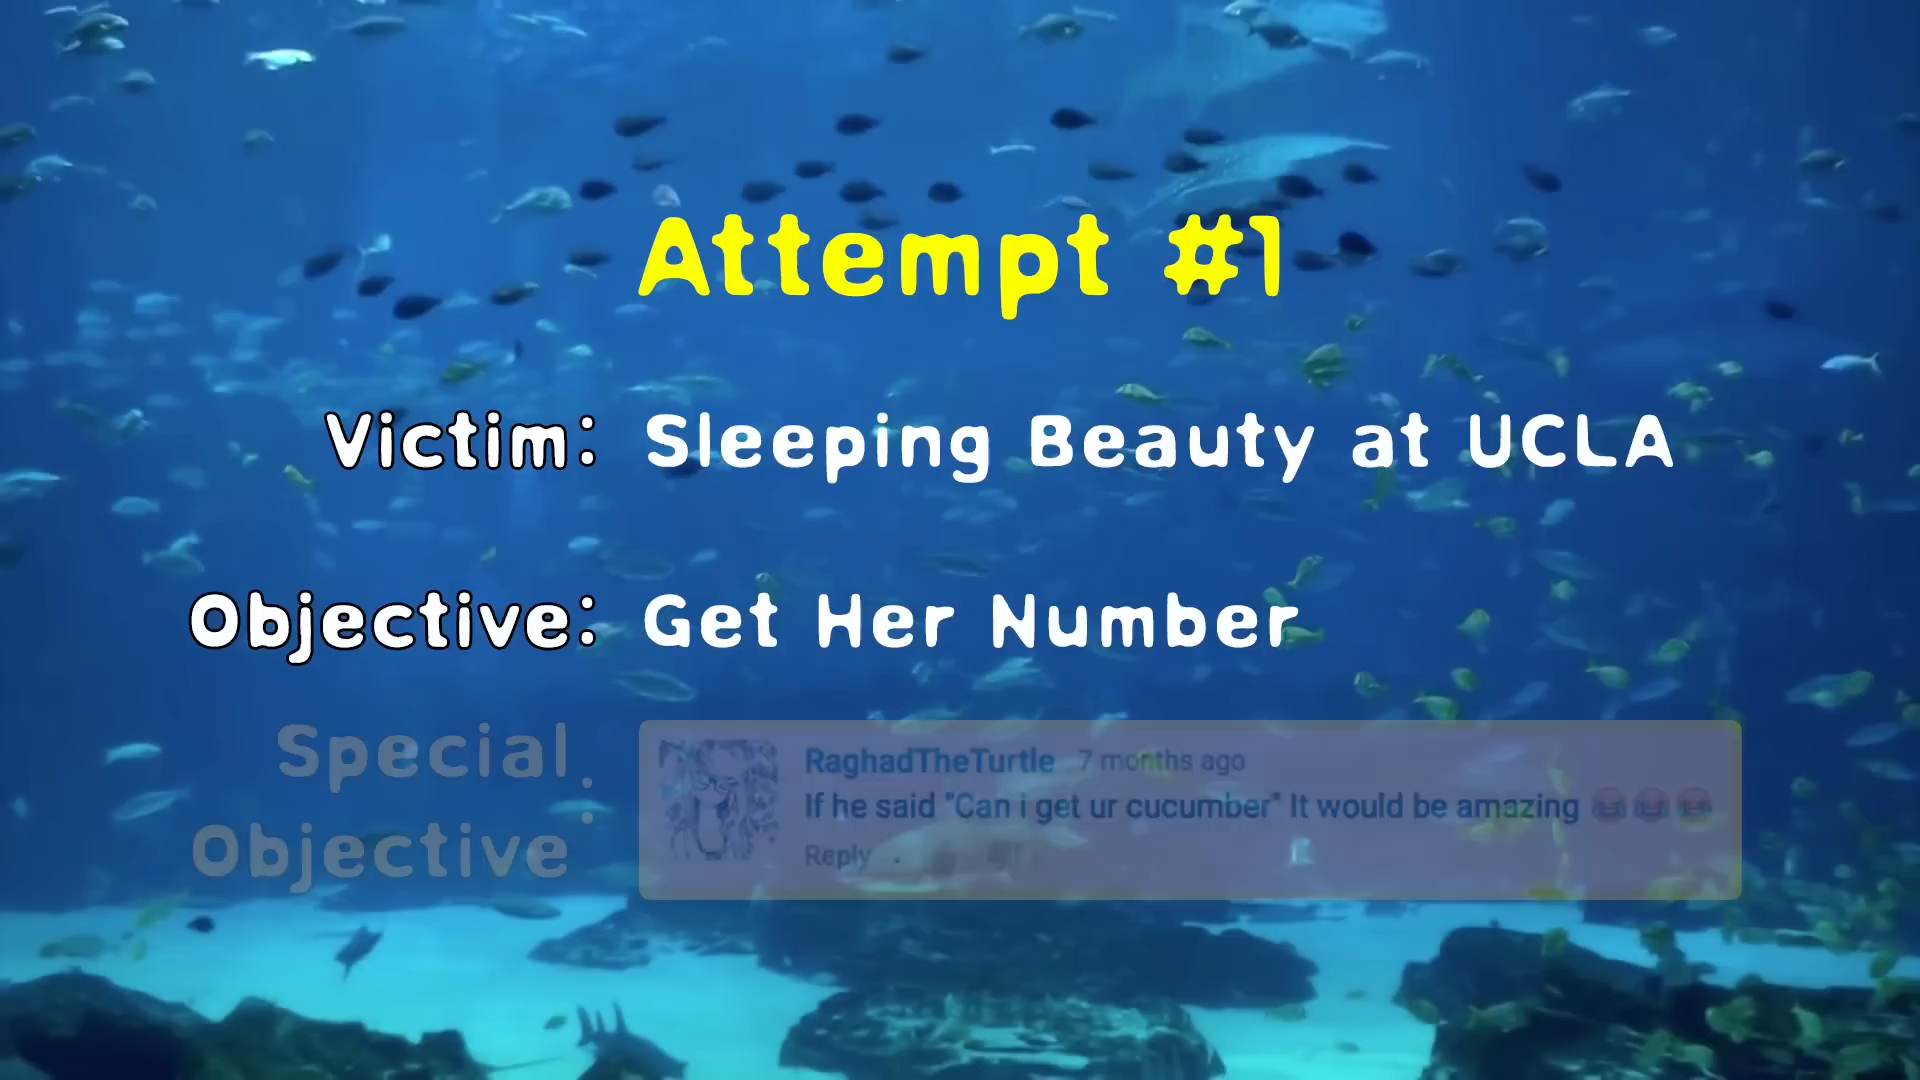 Attempt #1
Victim: Sleeping Beauty at UCLA
Objective: Get Her Number
Special
Objective :
RaghadTheTurtle 7 months ago
If he said "Can i get ur cucumber" It would be amazing 😂😂😂
Reply